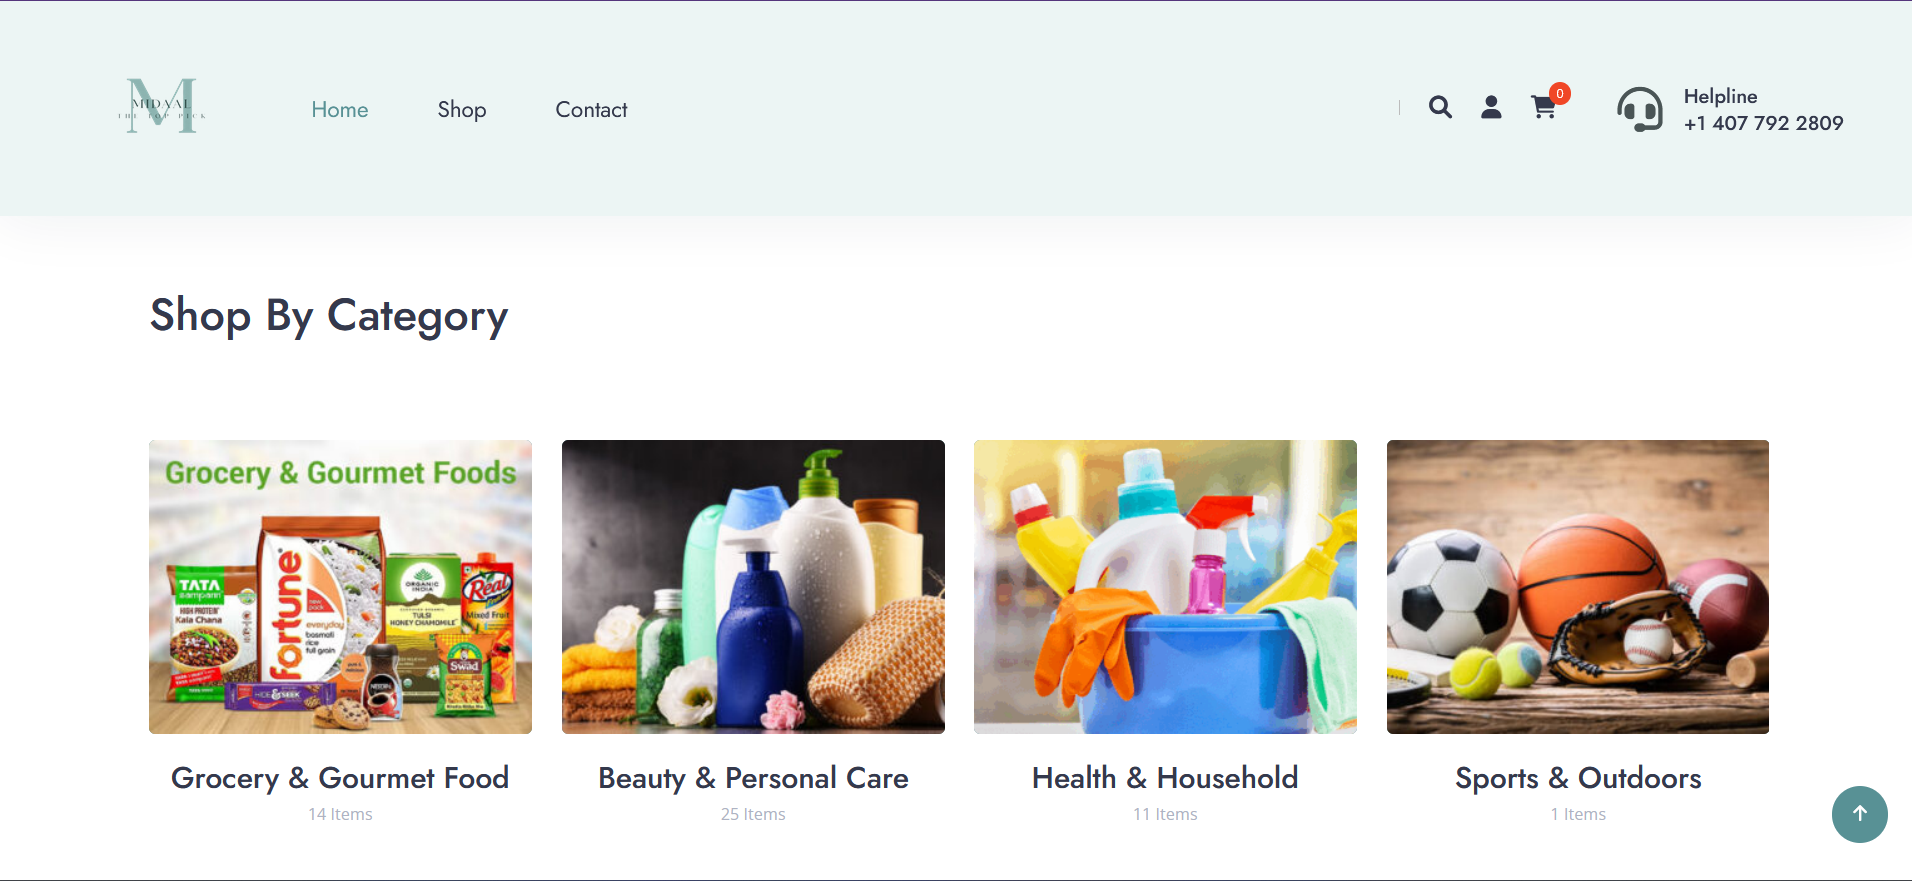 MIDAAL
THE TOP PICK
Home
Shop
Contact
0
Helpline
+1 407 792 2809
Shop By Category
Grocery & Gourmet Foods
TATA
sampann
HIGH PROTEIN
Kala Chana
fortune
new
pack
everyday
basmati
rice
full grain
ORGANIC
INDIA
TULSI
HONEY CHAMOMILE
Real
Mixed Fruit
Swad
HIDE & SEEK
NESCAFE
Grocery & Gourmet Food
14 Items
Beauty & Personal Care
25 Items
Health & Household
11 Items
Sports & Outdoors
1 Items